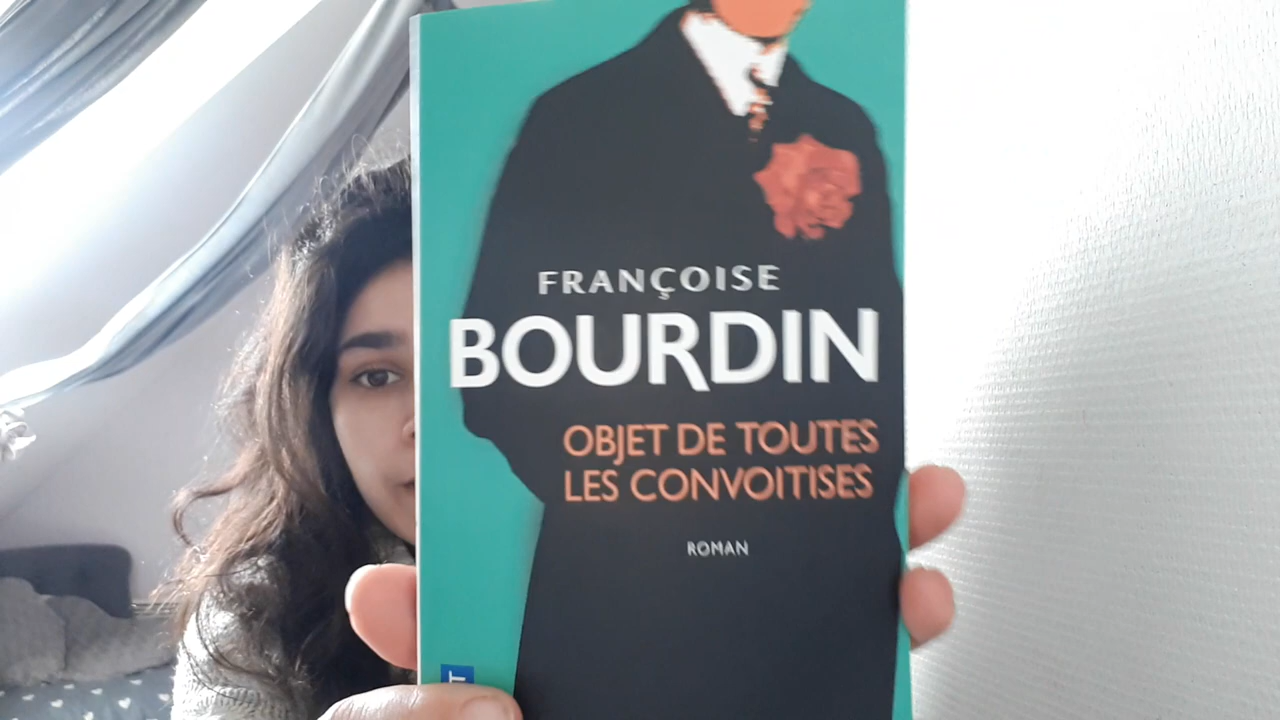 FRANÇOISE
BOURDIN
OBJET DE TOUTES
LES CONVOITISES
ROMAN